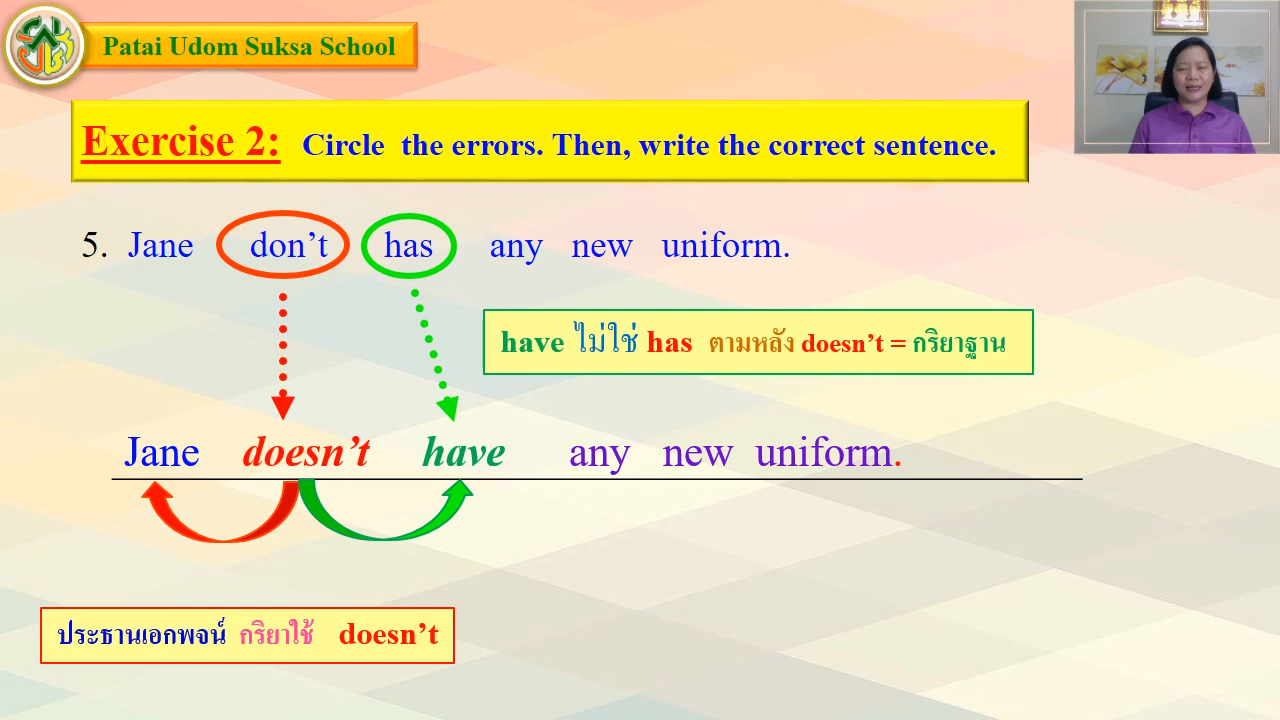 Patai Udom Suksa School
Exercise 2: Circle the errors. Then, write the correct sentence.
5. Jane don’t has any new uniform.
have ไม่ใช่ has ตามหลัง doesn’t = กริยาฐาน
Jane doesn’t have any new uniform.
ประธานเอกพจน์ กริยาใช้ doesn’t